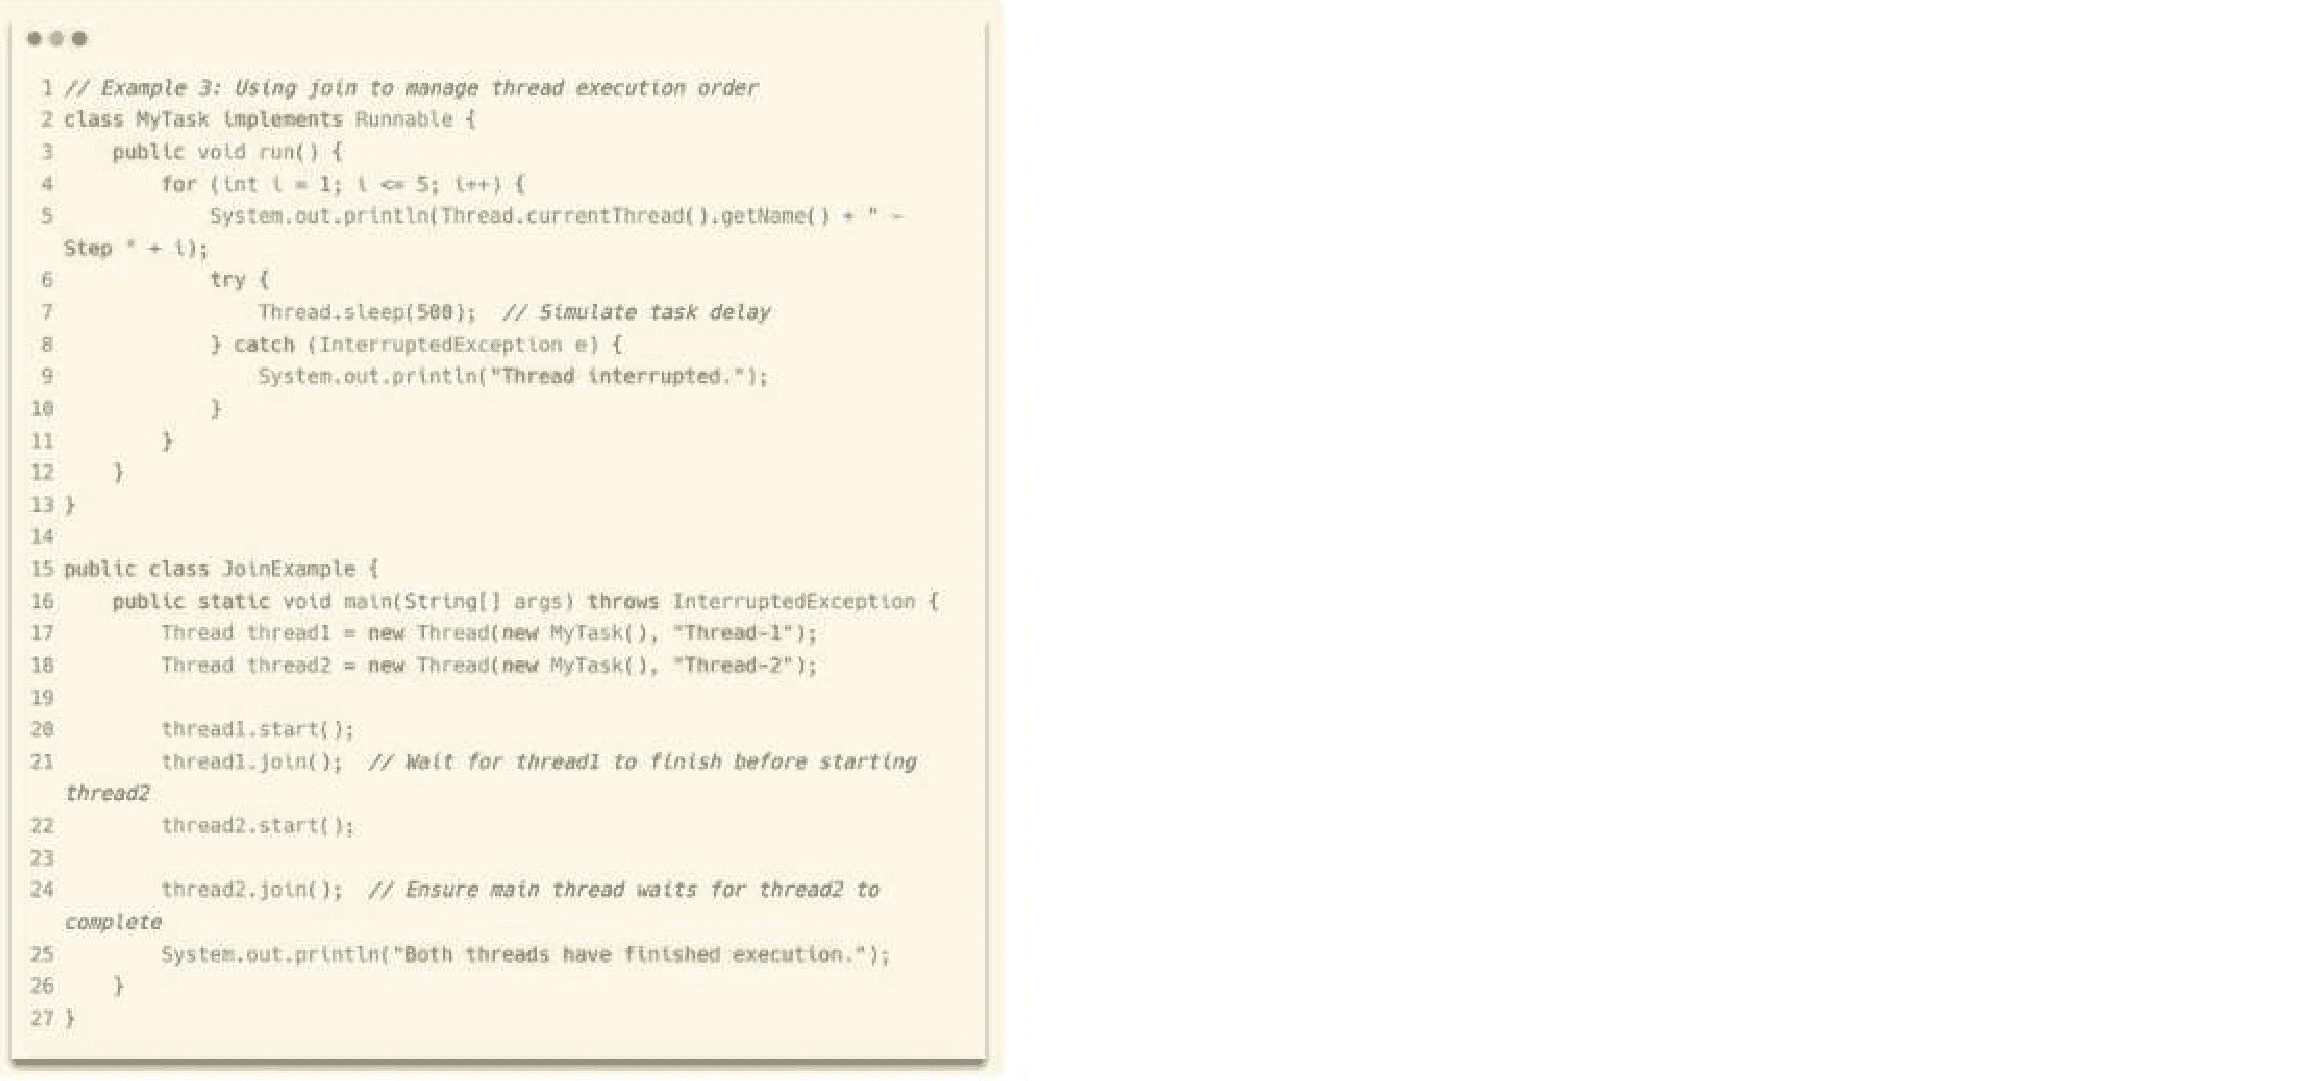 1 // Example 3: Using join to manage thread execution order
2 class MyTask implements Runnable {
3     public void run() {
4         for (int i = 1; i <= 5; i++) {
5             System.out.println(Thread.currentThread().getName() + " -
Step " + i);
6             try {
7                 Thread.sleep(500);  // Simulate task delay
8             } catch (InterruptedException e) {
9                 System.out.println("Thread interrupted.");
10             }
11         }
12     }
13 }
14
15 public class JoinExample {
16     public static void main(String[] args) throws InterruptedException {
17         Thread thread1 = new Thread(new MyTask(), "Thread-1");
18         Thread thread2 = new Thread(new MyTask(), "Thread-2");
19
20         thread1.start();
21         thread1.join();  // Wait for thread1 to finish before starting
thread2
22         thread2.start();
23
24         thread2.join();  // Ensure main thread waits for thread2 to
complete
25         System.out.println("Both threads have finished execution.");
26     }
27 }